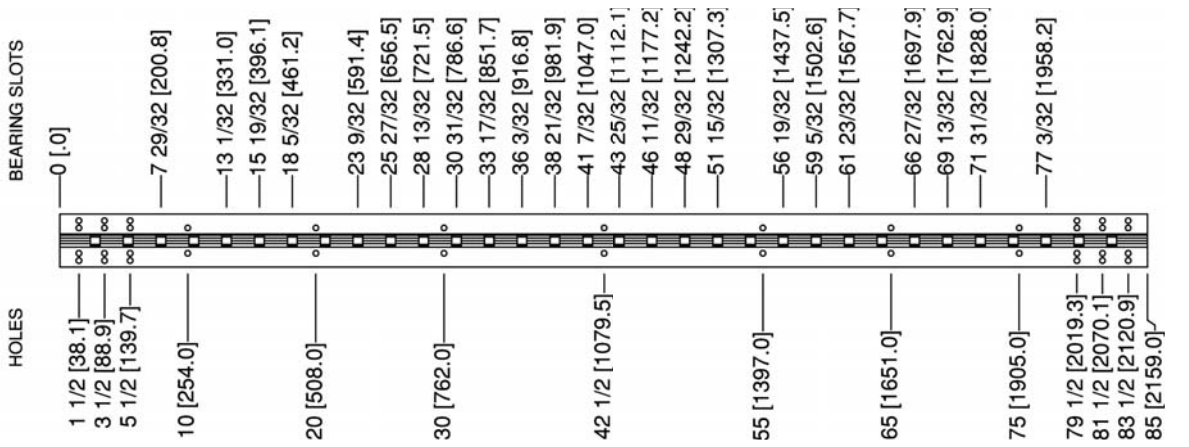 BEARING SLOTS
0 [.0]
7 29/32 [200.8]
13 1/32 [331.0]
15 19/32 [396.1]
18 5/32 [461.2]
23 9/32 [591.4]
25 27/32 [656.5]
28 13/32 [721.5]
30 31/32 [786.6]
33 17/32 [851.7]
36 3/32 [916.8]
38 21/32 [981.9]
41 7/32 [1047.0]
43 25/32 [1112.1]
46 11/32 [1177.2]
48 29/32 [1242.2]
51 15/32 [1307.3]
56 19/32 [1437.5]
59 5/32 [1502.6]
61 23/32 [1567.7]
66 27/32 [1697.9]
69 13/32 [1762.9]
71 31/32 [1828.0]
77 3/32 [1958.2]
HOLES
1 1/2 [38.1]
3 1/2 [88.9]
5 1/2 [139.7]
10 [254.0]
20 [508.0]
30 [762.0]
42 1/2 [1079.5]
55 [1397.0]
65 [1651.0]
75 [1905.0]
79 1/2 [2019.3]
81 1/2 [2070.1]
83 1/2 [2120.9]
85 [2159.0]